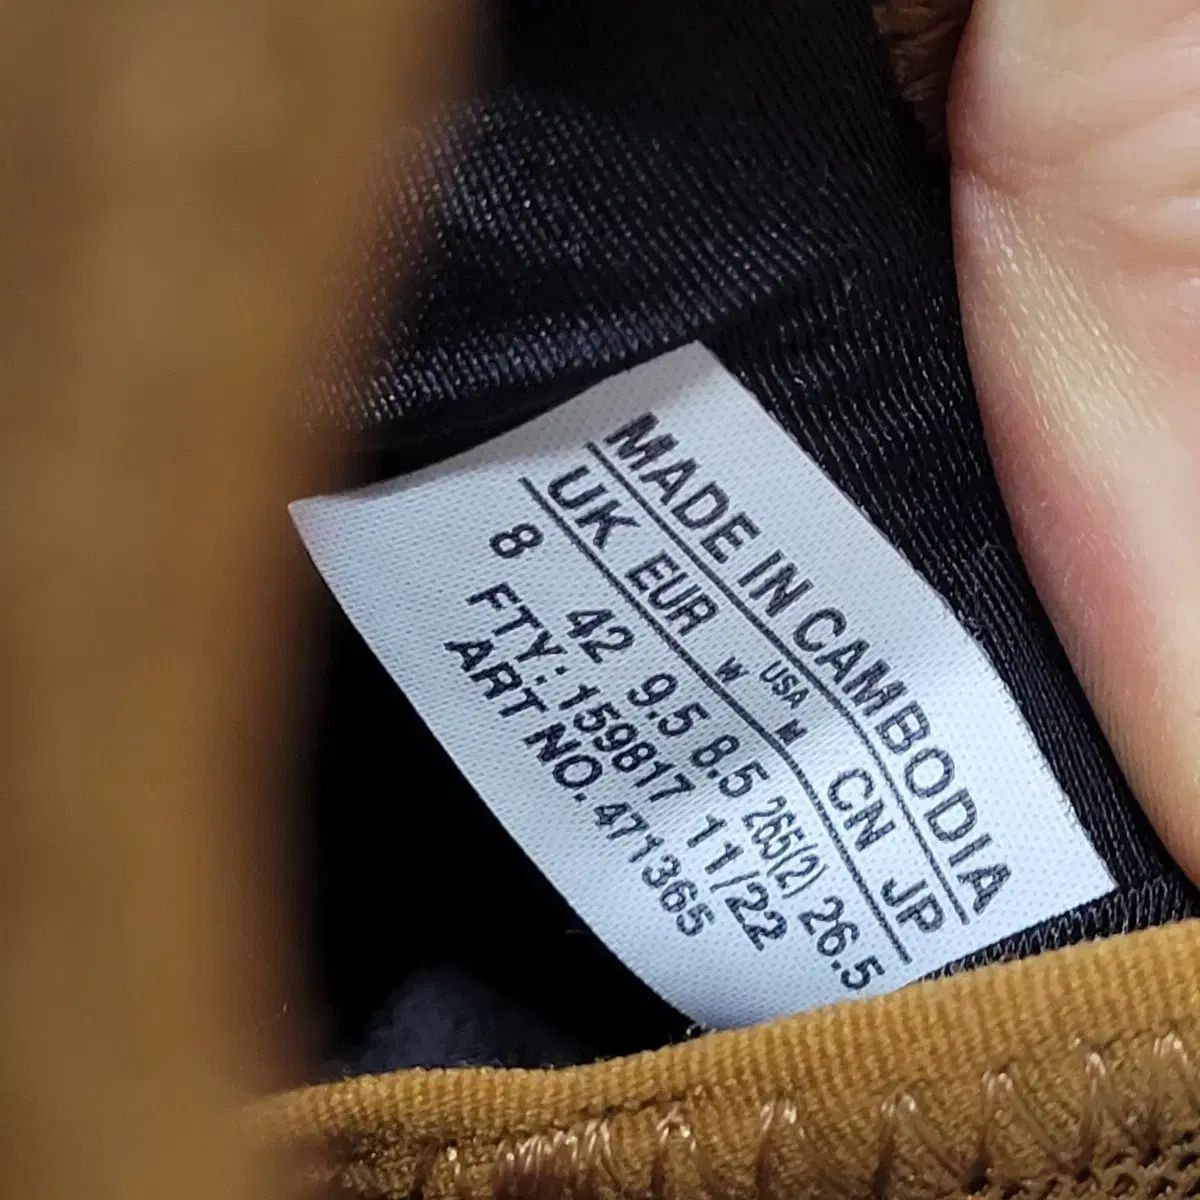 MADE IN CAMBODIA
UK EUR USA W M CN JP
8 42 9.5 8.5 265(2) 26.5
FTY: 159817 11/22
ART NO. 471365